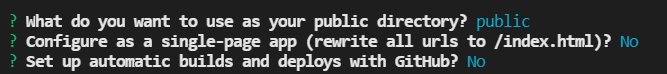 ? What do you want to use as your public directory? public
? Configure as a single-page app (rewrite all urls to /index.html)? No
? Set up automatic builds and deploys with GitHub? No